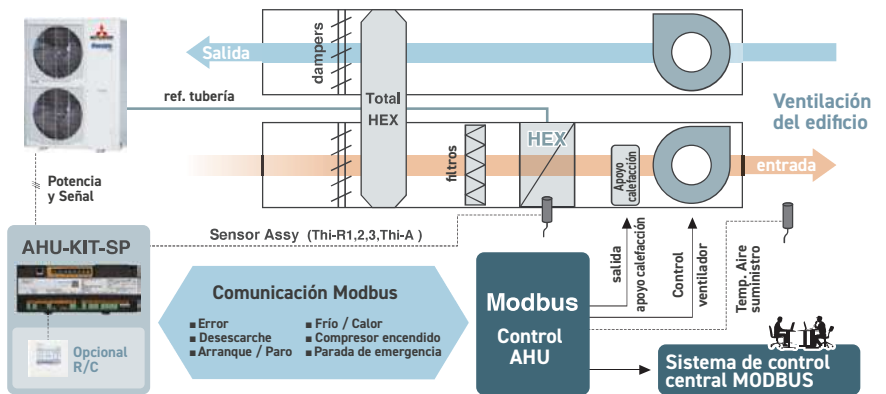 Salida
dampers
Total
HEX
ref. tubería
Ventilación
del edificio
filtros
HEX
Apoyo
calefacción
entrada
Potencia
y Señal
Sensor Assy (Thi-R1,2,3,Thi-A )
AHU-KIT-SP
Opcional
R/C
Comunicación Modbus
■ Error
■ Desescarche
■ Arranque / Paro
■ Frío / Calor
■ Compresor encendido
■ Parada de emergencia
salida
apoyo calefacción
Control
ventilador
Temp. Aire
suministro
Modbus
Control
AHU
Sistema de control
central MODBUS